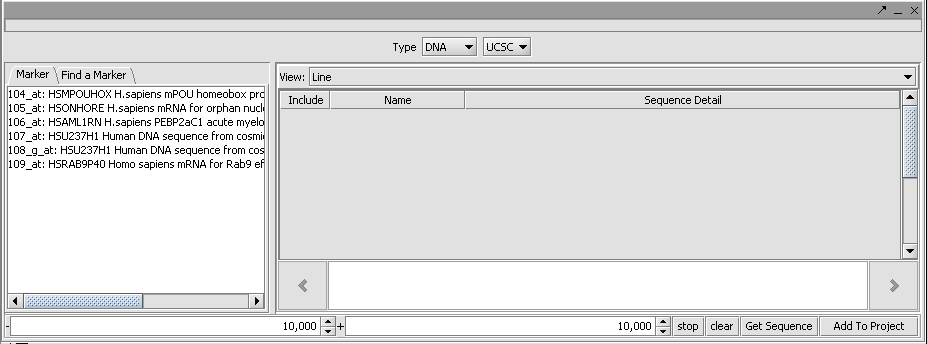 Type DNA UCSC
Marker Find a Marker
View: Line
104_at: HSMPOUHOX H.sapiens mPOU homeobox pro
105_at: HSONHORE H.sapiens mRNA for orphan nucl
106_at: HSAML1RN H.sapiens PEBP2aC1 acute myelo
107_at: HSU237H1 Human DNA sequence from cosmi
108_g_at: HSU237H1 Human DNA sequence from cos
109_at: HSRAB9P40 Homo sapiens mRNA for Rab9 ef
Include Name Sequence Detail
- 10,000 + 10,000 stop clear Get Sequence Add To Project